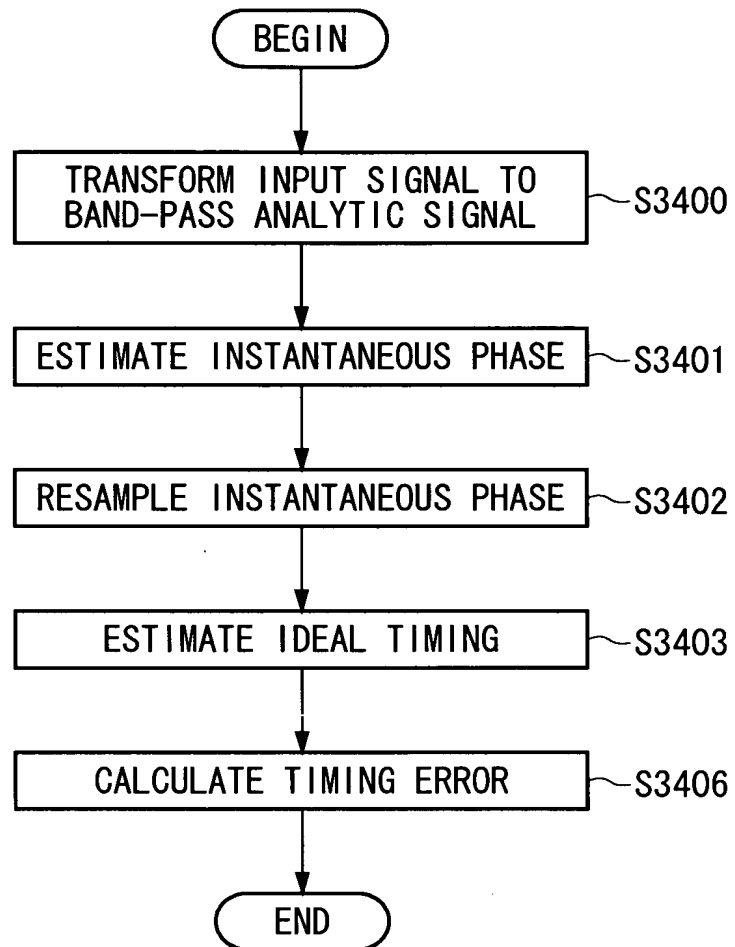 BEGIN
TRANSFORM INPUT SIGNAL TO
BAND-PASS ANALYTIC SIGNAL
S3400
ESTIMATE INSTANTANEOUS PHASE
S3401
RESAMPLE INSTANTANEOUS PHASE
S3402
ESTIMATE IDEAL TIMING
S3403
CALCULATE TIMING ERROR
S3406
END